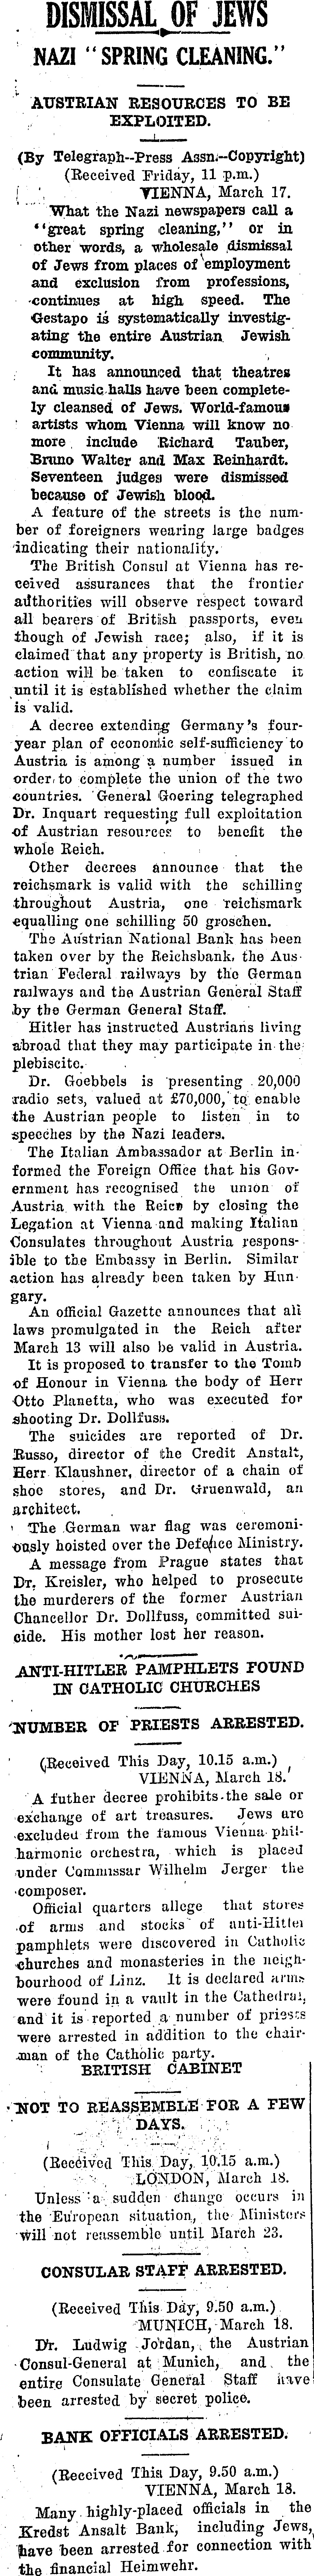 DISMISSAL OF JEWS
NAZI "SPRING CLEANING."
AUSTRIAN RESOURCES TO BE
EXPLOITED.
(By Telegraph--Press Assn.--Copyright)
(Received Friday, 11 p.m.)
VIENNA, March 17.
What the Nazi newspapers call a
"great spring cleaning," or in
other words, a wholesale dismissal
of Jews from places of employment
and exclusion from professions,
continues at high speed. The
Gestapo is systematically investig-
ating the entire Austrian Jewish
community.
It has announced that theatres
and music halls have been complete-
ly cleansed of Jews. World-famous
artists whom Vienna will know no
more include Richard Tauber,
Bruno Walter and Max Reinhardt.
Seventeen judges were dismissed
because of Jewish blood.
A feature of the streets is the num-
ber of foreigners wearing large badges
indicating their nationality.
The British Consul at Vienna has re-
ceived assurances that the frontier
authorities will observe respect toward
all bearers of British passports, even
though of Jewish race; also, if it is
claimed that any property is British, no
action will be taken to confiscate it
until it is established whether the claim
is valid.
A decree extending Germany's four-
year plan of economic self-sufficiency to
Austria is among a number issued in
order to complete the union of the two
countries. General Goering telegraphed
Dr. Inquart requesting full exploitation
of Austrian resources to benefit the
whole Reich.
Other decrees announce that the
reichsmark is valid with the schilling
throughout Austria, one reichsmark
equalling one schilling 50 groschen.
The Austrian National Bank has been
taken over by the Reichsbank, the Aus-
trian Federal railways by the German
railways and the Austrian General Staff
by the German General Staff.
Hitler has instructed Austrians living
abroad that they may participate in the
plebiscite.
Dr. Goebbels is presenting 20,000
radio sets, valued at £70,000, to enable
the Austrian people to listen in to
speeches by the Nazi leaders.
The Italian Ambassador at Berlin in-
formed the Foreign Office that his Gov-
ernment has recognised the union of
Austria with the Reich by closing the
Legation at Vienna and making Italian
Consulates throughout Austria respons-
ible to the Embassy in Berlin. Similar
action has already been taken by Hun-
gary.
An official Gazette announces that all
laws promulgated in the Reich after
March 13 will also be valid in Austria.
It is proposed to transfer to the Tomb
of Honour in Vienna the body of Herr
Otto Planetta, who was executed for
shooting Dr. Dollfuss.
The suicides are reported of Dr.
Russo, director of the Credit Anstalt,
Herr Klaushner, director of a chain of
shoe stores, and Dr. Gruenwald, an
architect.
The German war flag was ceremoni-
ously hoisted over the Defence Ministry.
A message from Prague states that
Dr. Kreisler, who helped to prosecute
the murderers of the former Austrian
Chancellor Dr. Dollfuss, committed sui-
cide. His mother lost her reason.
ANTI-HITLER PAMPHLETS FOUND
IN CATHOLIC CHURCHES
NUMBER OF PRIESTS ARRESTED.
(Received This Day, 10.15 a.m.)
VIENNA, March 18.
A futher decree prohibits the sale or
exchange of art treasures. Jews are
excluded from the famous Vienna phil-
harmonic orchestra, which is placed
under Commissar Wilhelm Jerger the
composer.
Official quarters allege that stores
of arms and stocks of anti-Hitler
pamphlets were discovered in Catholic
churches and monasteries in the neigh-
bourhood of Linz. It is declared arms
were found in a vault in the Cathedral,
and it is reported a number of priests
were arrested in addition to the chair-
man of the Catholic party.
BRITISH CABINET
NOT TO REASSEMBLE FOR A FEW
DAYS.
(Received This Day, 10.15 a.m.)
LONDON, March 18.
Unless a sudden change occurs in
the European situation, the Ministers
will not reassemble until March 23.
CONSULAR STAFF ARRESTED.
(Received This Day, 9.50 a.m.)
MUNICH, March 18.
Dr. Ludwig Jordan, the Austrian
Consul-General at Munich, and the
entire Consulate General Staff have
been arrested by secret police.
BANK OFFICIALS ARRESTED.
(Received This Day, 9.50 a.m.)
VIENNA, March 18.
Many highly-placed officials in the
Kredst Ansalt Bank, including Jews,
have been arrested for connection with
the financial Heimwehr.